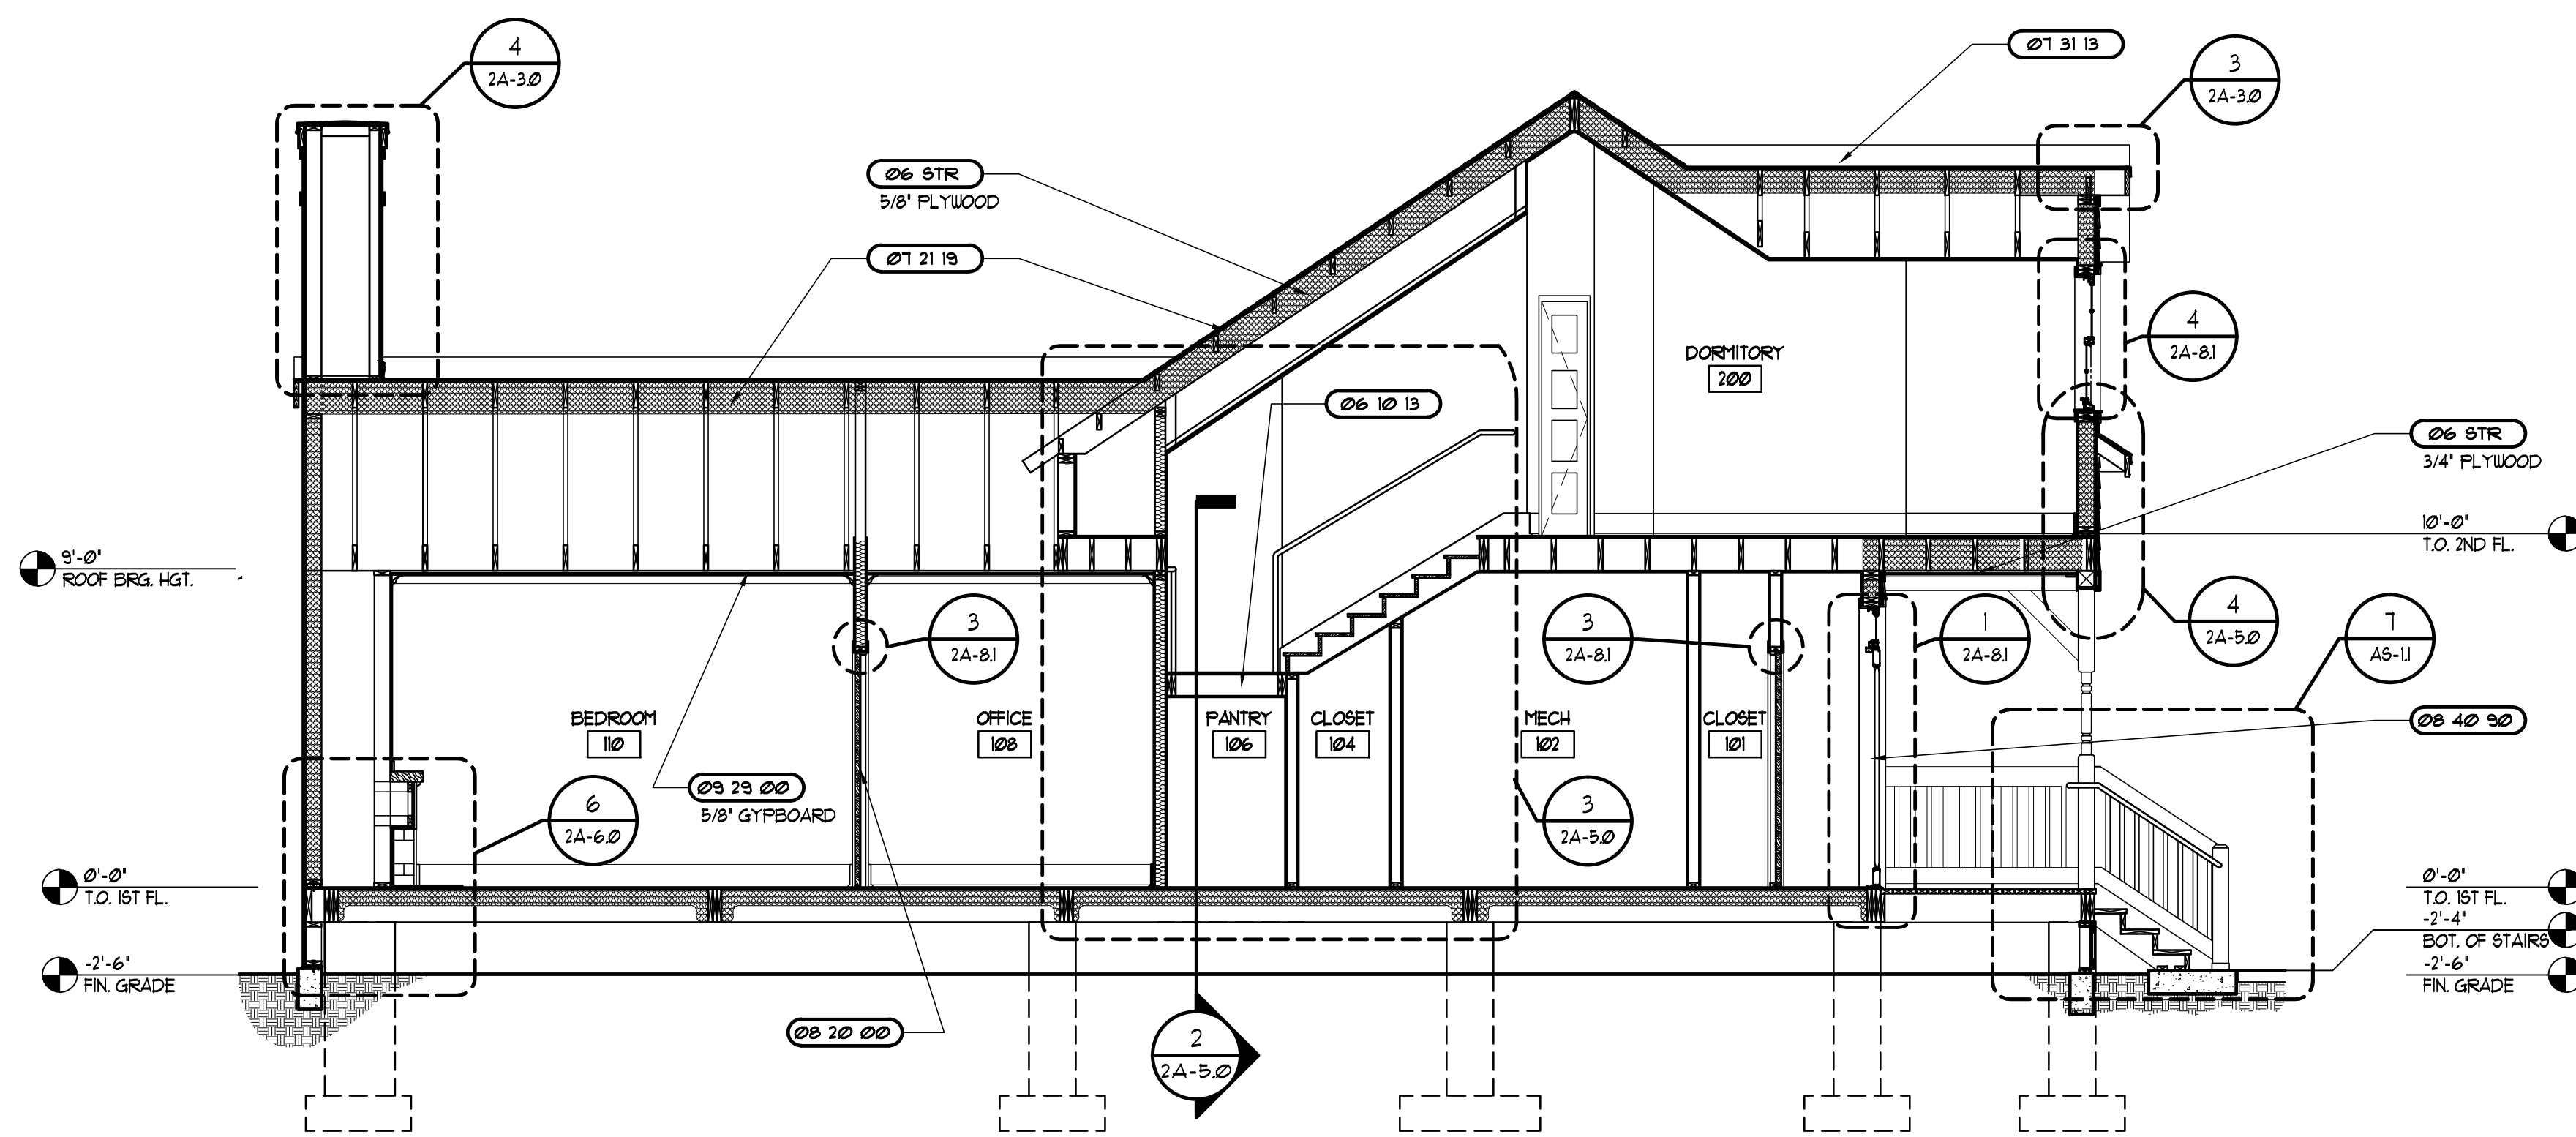 4
2A-3.0
07 31 13
3
2A-3.0
06 STR
5/8" PLYWOOD
07 21 19
4
2A-8.1
DORMITORY
200
06 10 13
06 STR
3/4" PLYWOOD
9'-0"
ROOF BRG. HGT.
10'-0"
T.O. 2ND FL.
3
2A-8.1
3
2A-8.1
1
2A-8.1
4
2A-5.0
7
AS-1.1
BEDROOM
110
OFFICE
108
PANTRY
106
CLOSET
104
MECH
102
CLOSET
101
08 40 90
09 29 00
5/8" GYPBOARD
6
2A-6.0
3
2A-5.0
0'-0"
T.O. 1ST FL.
0'-0"
T.O. 1ST FL.
-2'-4"
BOT. OF STAIRS
-2'-6"
FIN. GRADE
-2'-6"
FIN. GRADE
08 20 00
2
2A-5.0